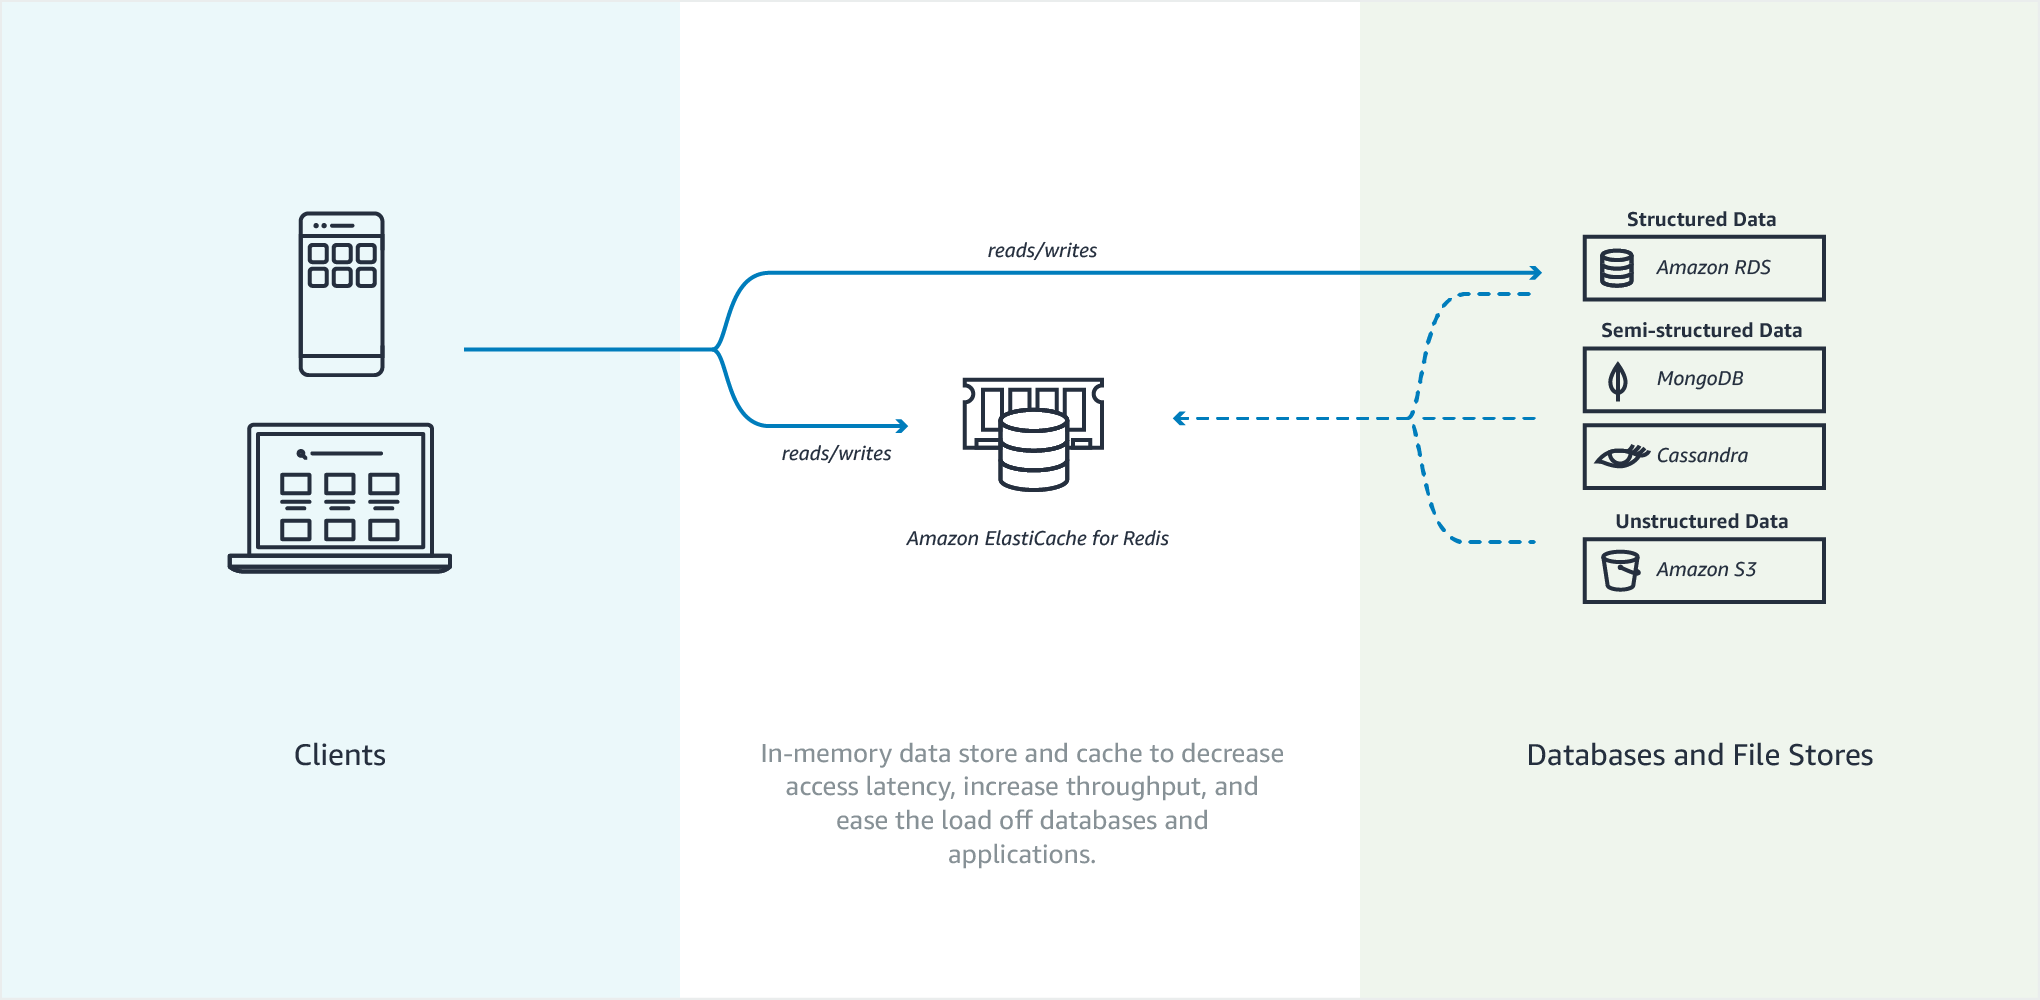 reads/writes
reads/writes
Amazon ElastiCache for Redis
Structured Data
Amazon RDS
Semi-structured Data
MongoDB
Cassandra
Unstructured Data
Amazon S3
Clients
In-memory data store and cache to decrease
access latency, increase throughput, and
ease the load off databases and
applications.
Databases and File Stores